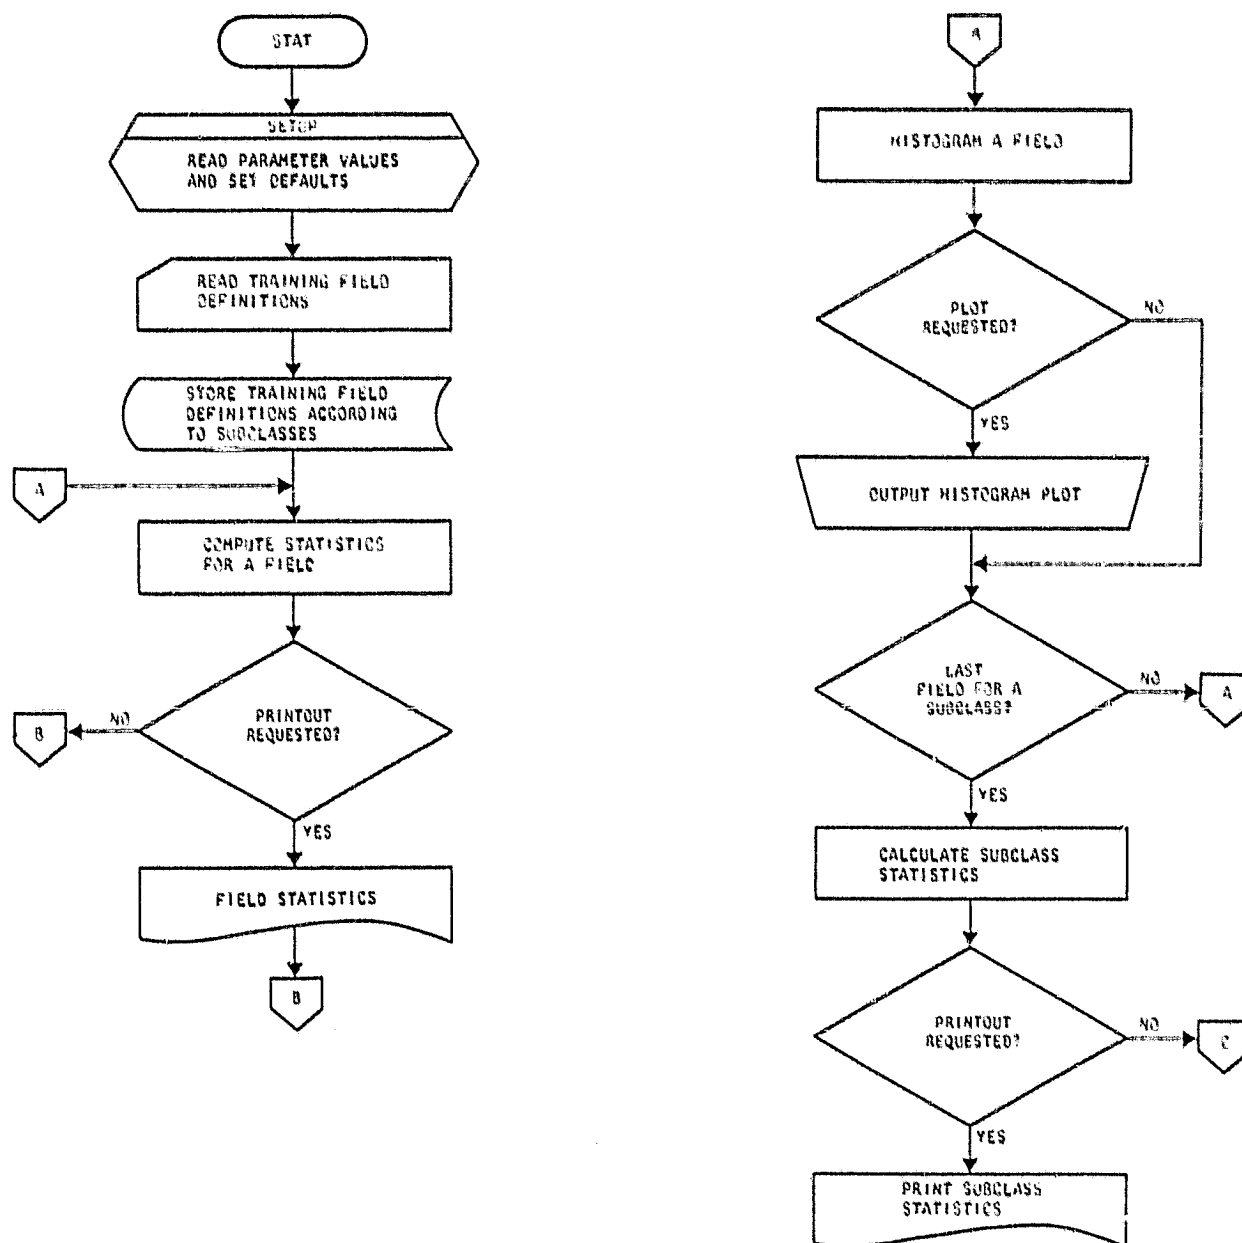 STAT
SETUP
READ PARAMETER VALUES
AND SET DEFAULTS
READ TRAINING FIELD
DEFINITIONS
STORE TRAINING FIELD
DEFINITIONS ACCORDING
TO SUBCLASSES
A
COMPUTE STATISTICS
FOR A FIELD
PRINTOUT
REQUESTED?
NO
B
YES
FIELD STATISTICS
B
HISTOGRAM A FIELD
PLOT
REQUESTED?
NO
YES
OUTPUT HISTOGRAM PLOT
LAST
FIELD FOR A
SUBCLASS?
NO
A
YES
CALCULATE SUBCLASS
STATISTICS
PRINTOUT
REQUESTED?
NO
C
YES
PRINT SUBCLASS
STATISTICS